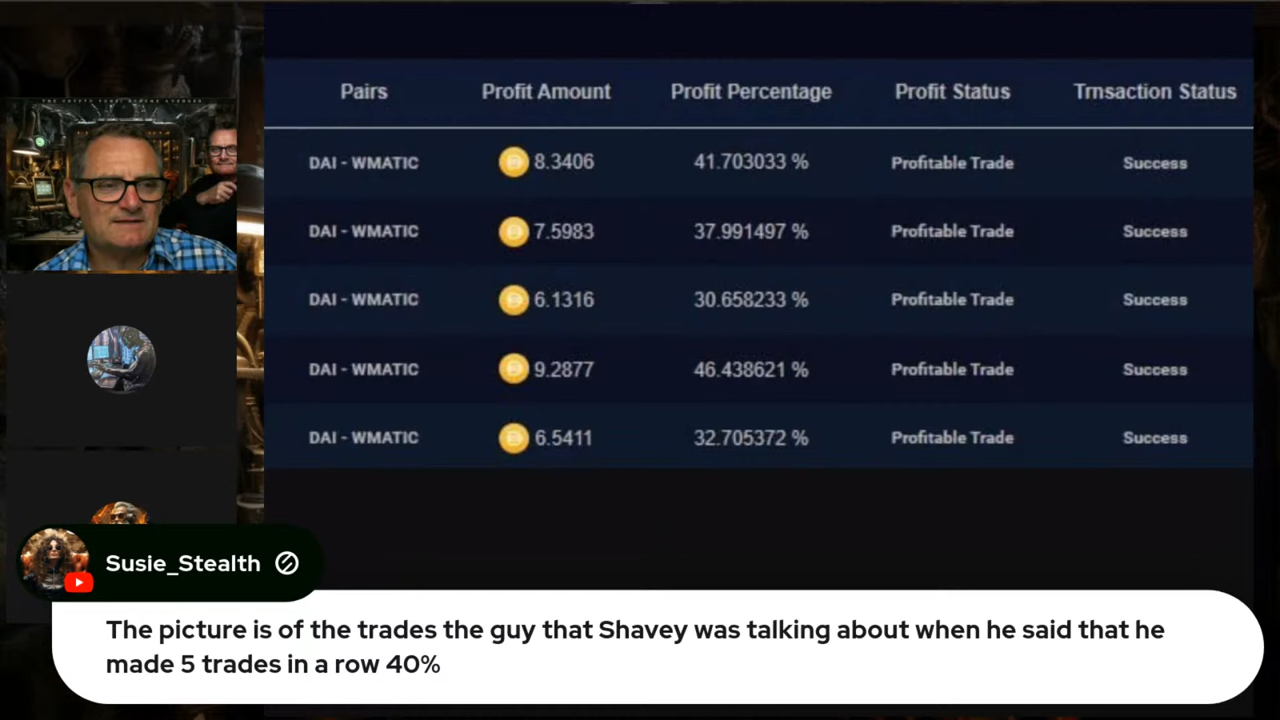 Pairs Profit Amount Profit Percentage Profit Status Trnsaction Status
DAI - WMATIC 8.3406 41.703033 % Profitable Trade Success
DAI - WMATIC 7.5983 37.991497 % Profitable Trade Success
DAI - WMATIC 6.1316 30.658233 % Profitable Trade Success
DAI - WMATIC 9.2877 46.438621 % Profitable Trade Success
DAI - WMATIC 6.5411 32.705372 % Profitable Trade Success
Susie_Stealth
The picture is of the trades the guy that Shavey was talking about when he said that he
made 5 trades in a row 40%